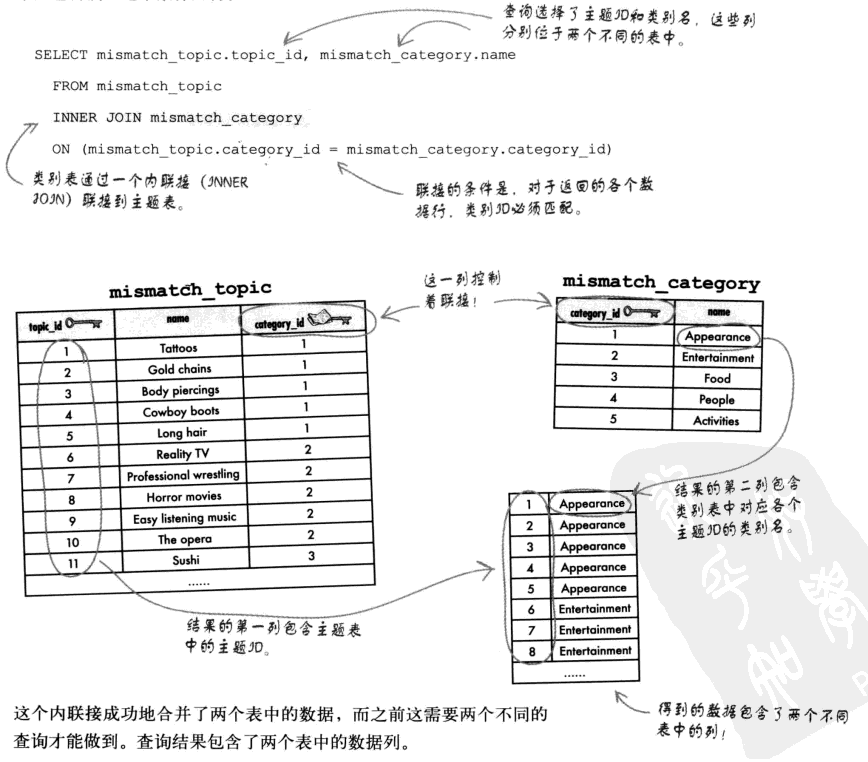 查询选择了主题ID和类别名，这些列
分别位于两个不同的表中。
SELECT mismatch_topic.topic_id, mismatch_category.name
FROM mismatch_topic
INNER JOIN mismatch_category
ON (mismatch_topic.category_id = mismatch_category.category_id)
类别表通过一个内联接（INNER
JOIN）联接到主题表。
联接的条件是，对于返回的各个数
据行，类别ID必须匹配。
mismatch_topic
topic_id name category_id
1 Tattoos 1
2 Gold chains 1
3 Body piercings 1
4 Cowboy boots 1
5 Long hair 1
6 Reality TV 2
7 Professional wrestling 2
8 Horror movies 2
9 Easy listening music 2
10 The opera 2
11 Sushi 3
......
这一列控制
着联接！
mismatch_category
category_id name
1 Appearance
2 Entertainment
3 Food
4 People
5 Activities
结果的第二列包含
类别表中对应各个
主题ID的类别名。
1 Appearance
2 Appearance
3 Appearance
4 Appearance
5 Appearance
6 Entertainment
7 Entertainment
8 Entertainment
......
结果的第一列包含主题表
中的主题ID。
得到的数据包含了两个不同
表中的列！
这个内联接成功地合并了两个表中的数据，而之前这需要两个不同的
查询才能做到。查询结果包含了两个表中的数据列。